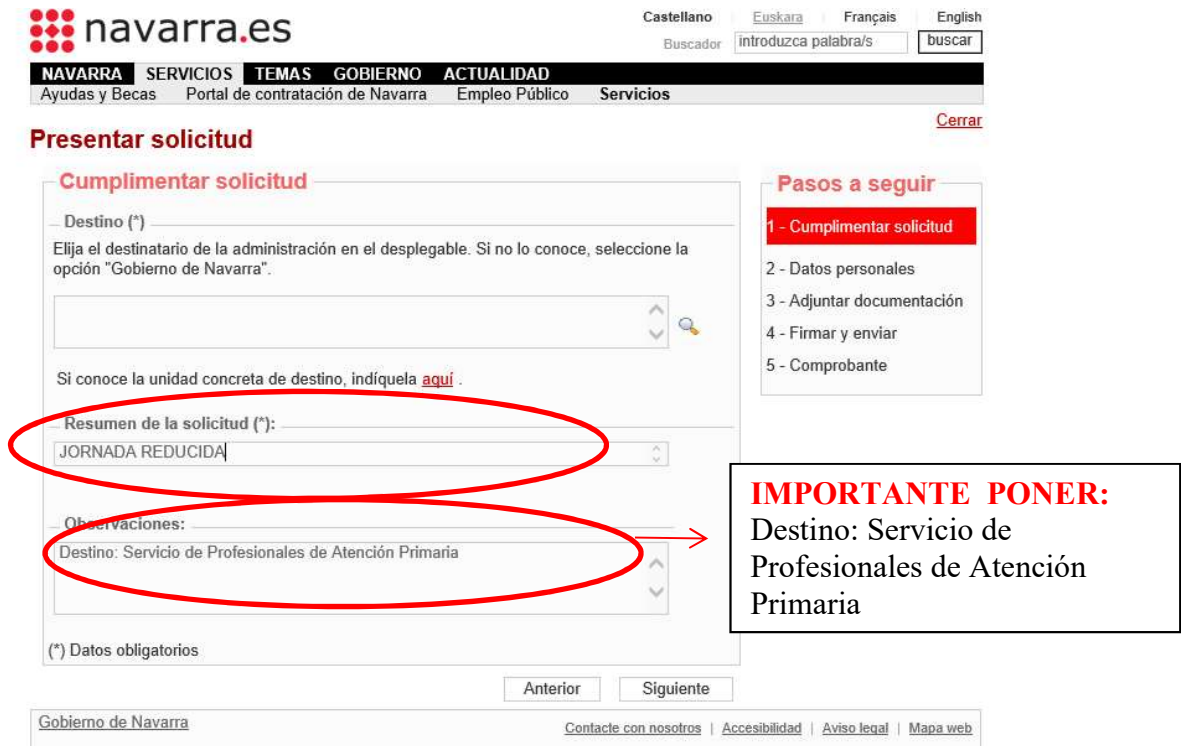 navarra.es
Castellano Euskara Français English
Buscador introduzca palabra/s buscar
NAVARRA SERVICIOS TEMAS GOBIERNO ACTUALIDAD
Ayudas y Becas Portal de contratación de Navarra Empleo Público Servicios
Cerrar
Presentar solicitud
Cumplimentar solicitud
Destino (*)
Elija el destinatario de la administración en el desplegable. Si no lo conoce, seleccione la
opción "Gobierno de Navarra".
Si conoce la unidad concreta de destino, indíquela aquí .
Resumen de la solicitud (*):
JORNADA REDUCIDA
Observaciones:
Destino: Servicio de Profesionales de Atención Primaria
(*) Datos obligatorios
Anterior Siguiente
Pasos a seguir
1 - Cumplimentar solicitud
2 - Datos personales
3 - Adjuntar documentación
4 - Firmar y enviar
5 - Comprobante
IMPORTANTE PONER:
Destino: Servicio de
Profesionales de Atención
Primaria
Gobierno de Navarra
Contacte con nosotros | Accesibilidad | Aviso legal | Mapa web